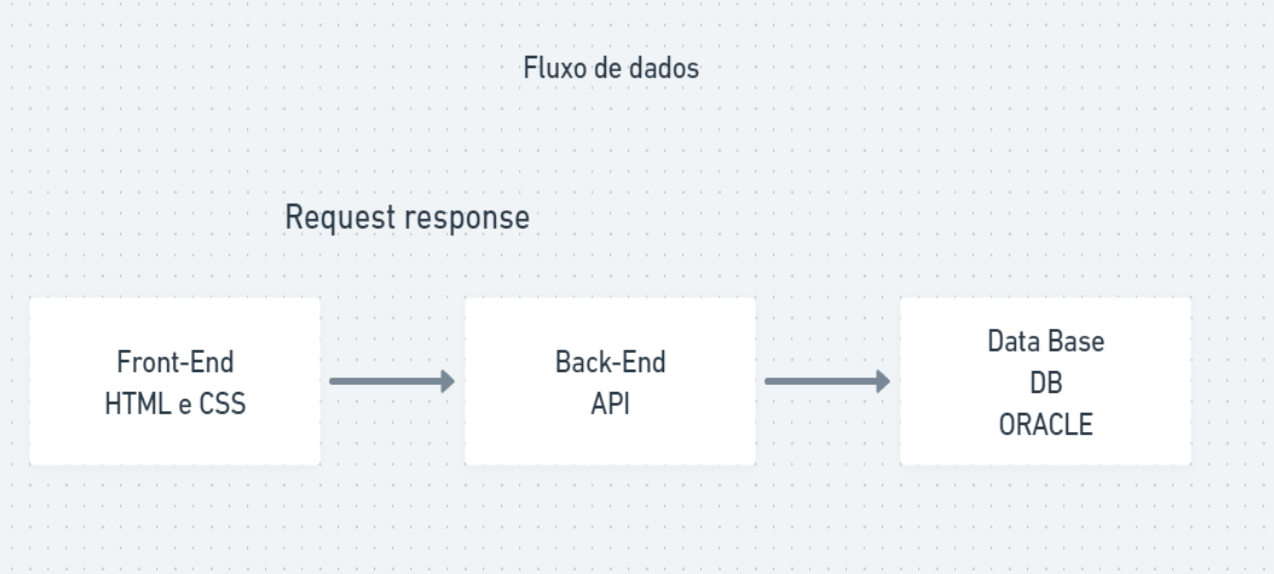 Fluxo de dados
Request response
Front-End
HTML e CSS
Back-End
API
Data Base
DB
ORACLE